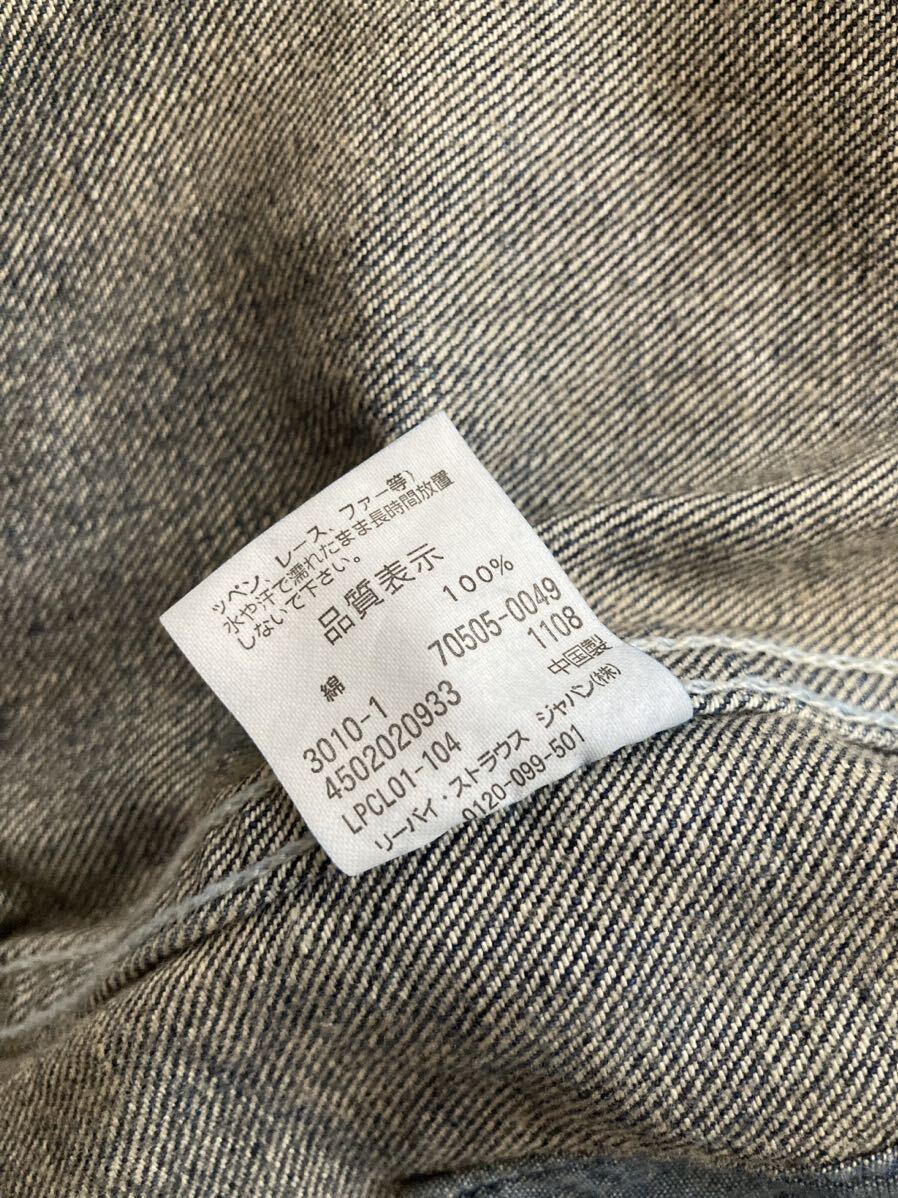 ッペン、レース、ファー等)
水や汗で濡れたまま長時間放置
しないで下さい。
品質表示
綿 100%
3010-1 70505-0049
4502020933 1108
LPCL01-104 中国製
リーバイ・ストラウス ジャパン(株)
0120-099-501